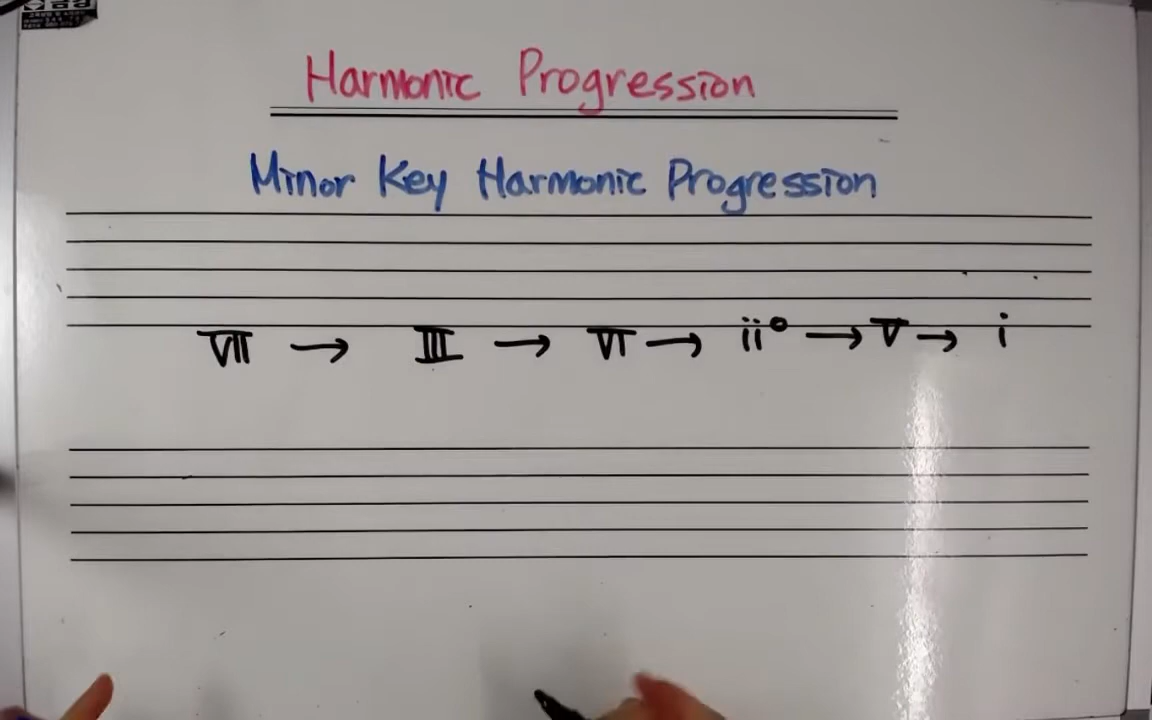 Harmonic Progression
Minor Key Harmonic Progression
VII → III → VI → ii° → V → i